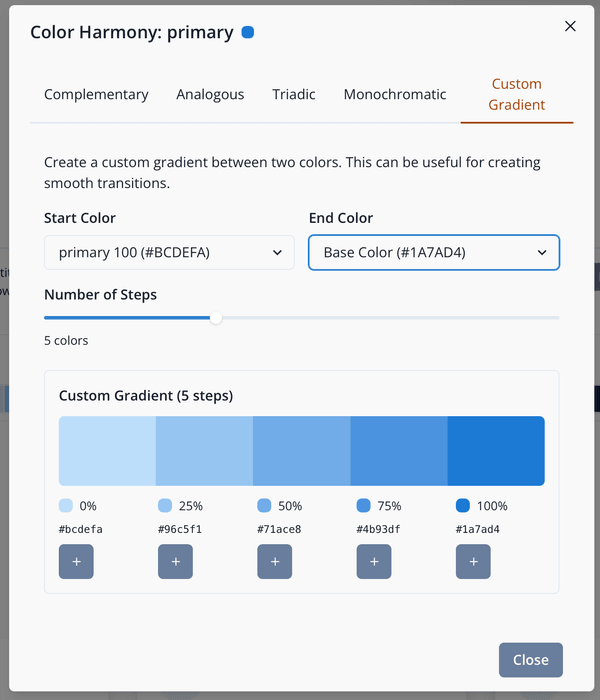 Color Harmony: primary
Complementary
Analogous
Triadic
Monochromatic
Custom
Gradient
Create a custom gradient between two colors. This can be useful for creating
smooth transitions.
Start Color
End Color
primary 100 (#BCDEFA)
Base Color (#1A7AD4)
Number of Steps
5 colors
Custom Gradient (5 steps)
0%
25%
50%
75%
100%
#bcdefa
#96c5f1
#71ace8
#4b93df
#1a7ad4
+
+
+
+
+
Close